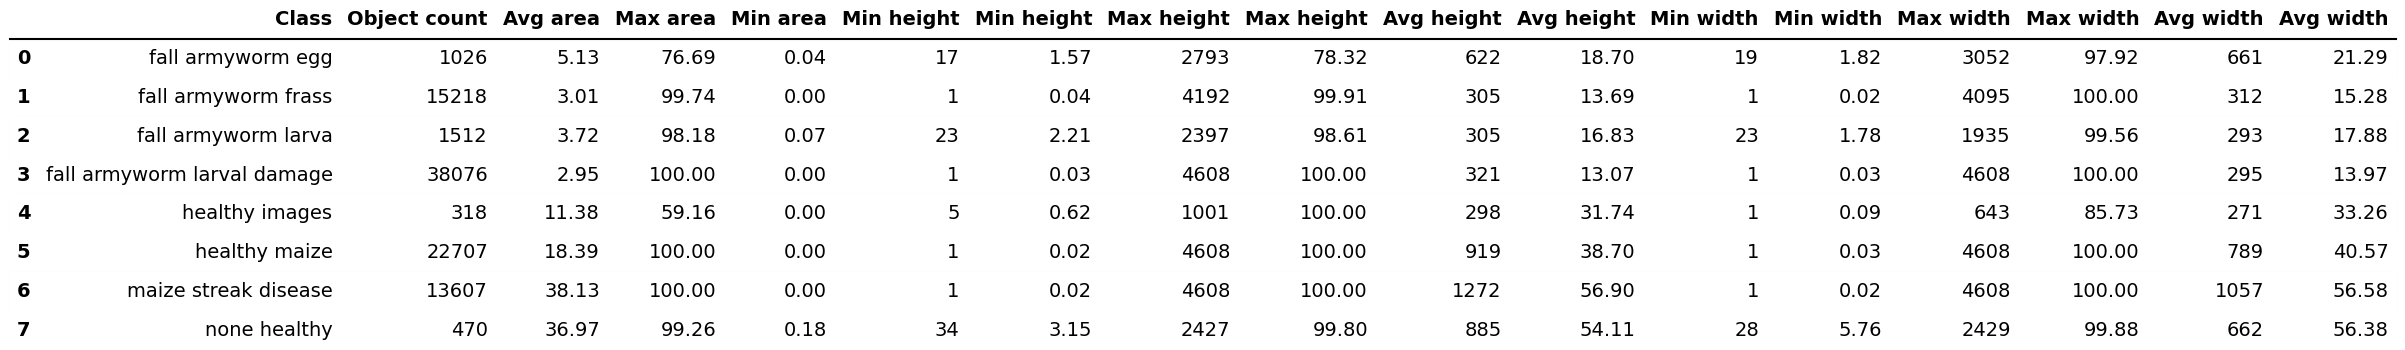 Class Object count Avg area Max area Min area Min height Min height Max height Max height Avg height Avg height Min width Min width Max width Max width Avg width Avg width
0 fall armyworm egg 1026 5.13 76.69 0.04 17 1.57 2793 78.32 622 18.70 19 1.82 3052 97.92 661 21.29
1 fall armyworm frass 15218 3.01 99.74 0.00 1 0.04 4192 99.91 305 13.69 1 0.02 4095 100.00 312 15.28
2 fall armyworm larva 1512 3.72 98.18 0.07 23 2.21 2397 98.61 305 16.83 23 1.78 1935 99.56 293 17.88
3 fall armyworm larval damage 38076 2.95 100.00 0.00 1 0.03 4608 100.00 321 13.07 1 0.03 4608 100.00 295 13.97
4 healthy images 318 11.38 59.16 0.00 5 0.62 1001 100.00 298 31.74 1 0.09 643 85.73 271 33.26
5 healthy maize 22707 18.39 100.00 0.00 1 0.02 4608 100.00 919 38.70 1 0.03 4608 100.00 789 40.57
6 maize streak disease 13607 38.13 100.00 0.00 1 0.02 4608 100.00 1272 56.90 1 0.02 4608 100.00 1057 56.58
7 none healthy 470 36.97 99.26 0.18 34 3.15 2427 99.80 885 54.11 28 5.76 2429 99.88 662 56.38